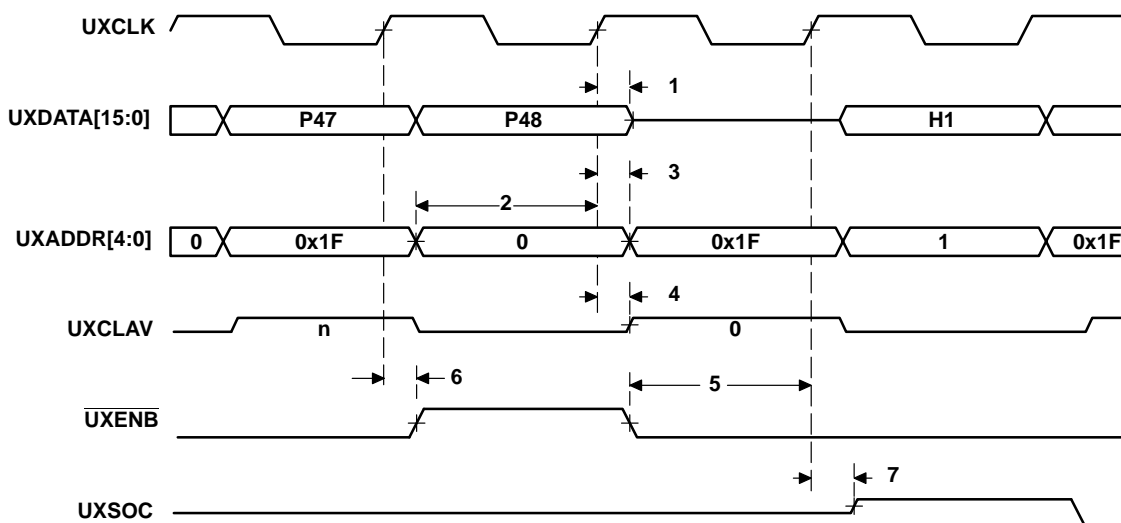 UXCLK
1
UXDATA[15:0] P47 P48 H1
3
2
UXADDR[4:0] 0 0x1F 0 0x1F 1 0x1F
4
UXCLAV n 0
6 5
UXENB
7
UXSOC